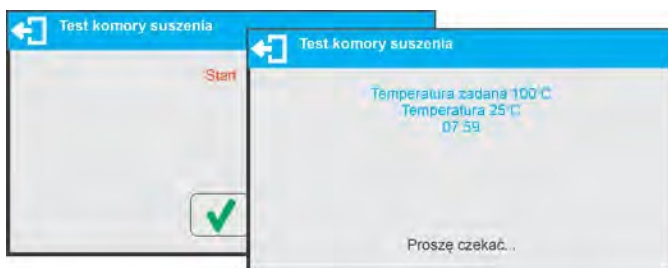 Test komory suszenia
Start
Test komory suszenia
Temperatura zadana 100°C
Temperatura 25°C
07:59
Proszę czekać...